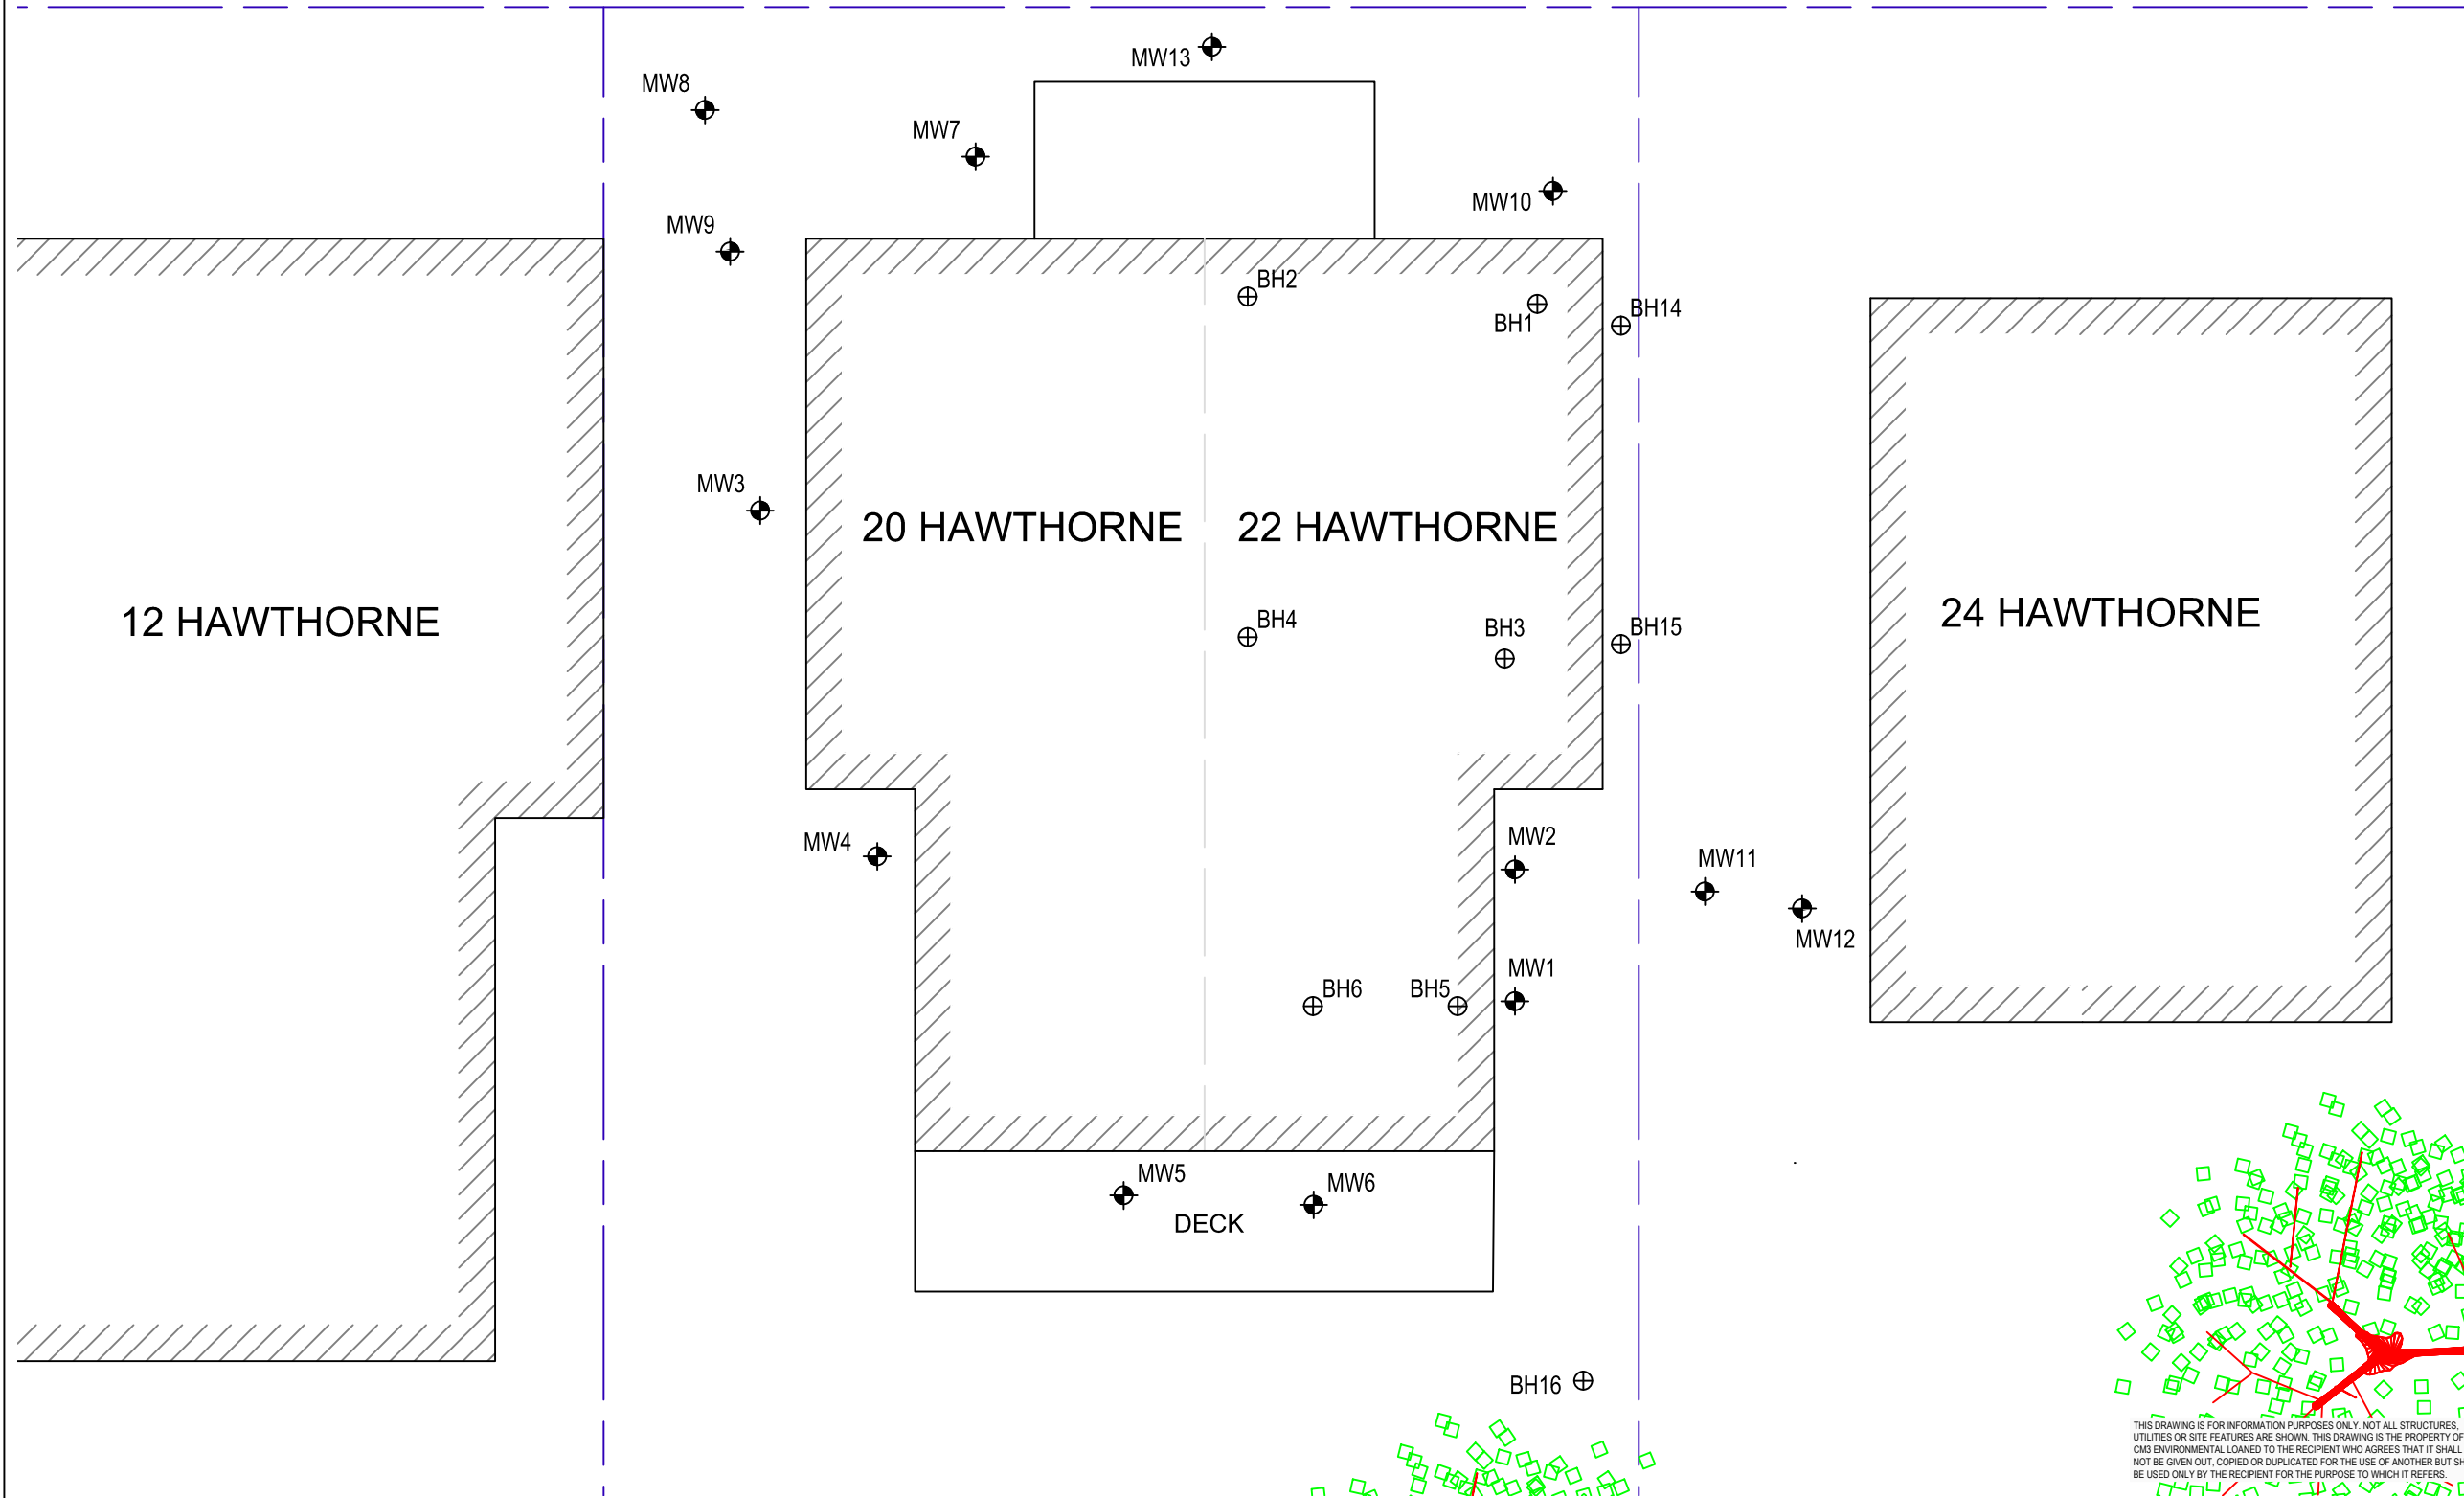 MW13
MW8
MW7
MW10
MW9
BH2
BH14
BH1
MW3
20 HAWTHORNE
22 HAWTHORNE
12 HAWTHORNE
24 HAWTHORNE
BH4
BH3
BH15
MW4
MW2
MW11
MW12
MW1
BH6
BH5
MW5
MW6
DECK
BH16
THIS DRAWING IS FOR INFORMATION PURPOSES ONLY. NOT ALL STRUCTURES,
UTILITIES OR SITE FEATURES ARE SHOWN. THIS DRAWING IS THE PROPERTY OF
CM3 ENVIRONMENTAL LOANED TO THE RECIPIENT WHO AGREES THAT IT SHALL
NOT BE GIVEN OUT, COPIED OR DUPLICATED FOR THE USE OF ANOTHER BUT
BE USED ONLY BY THE RECIPIENT FOR THE PURPOSE TO WHICH IT REFERS.